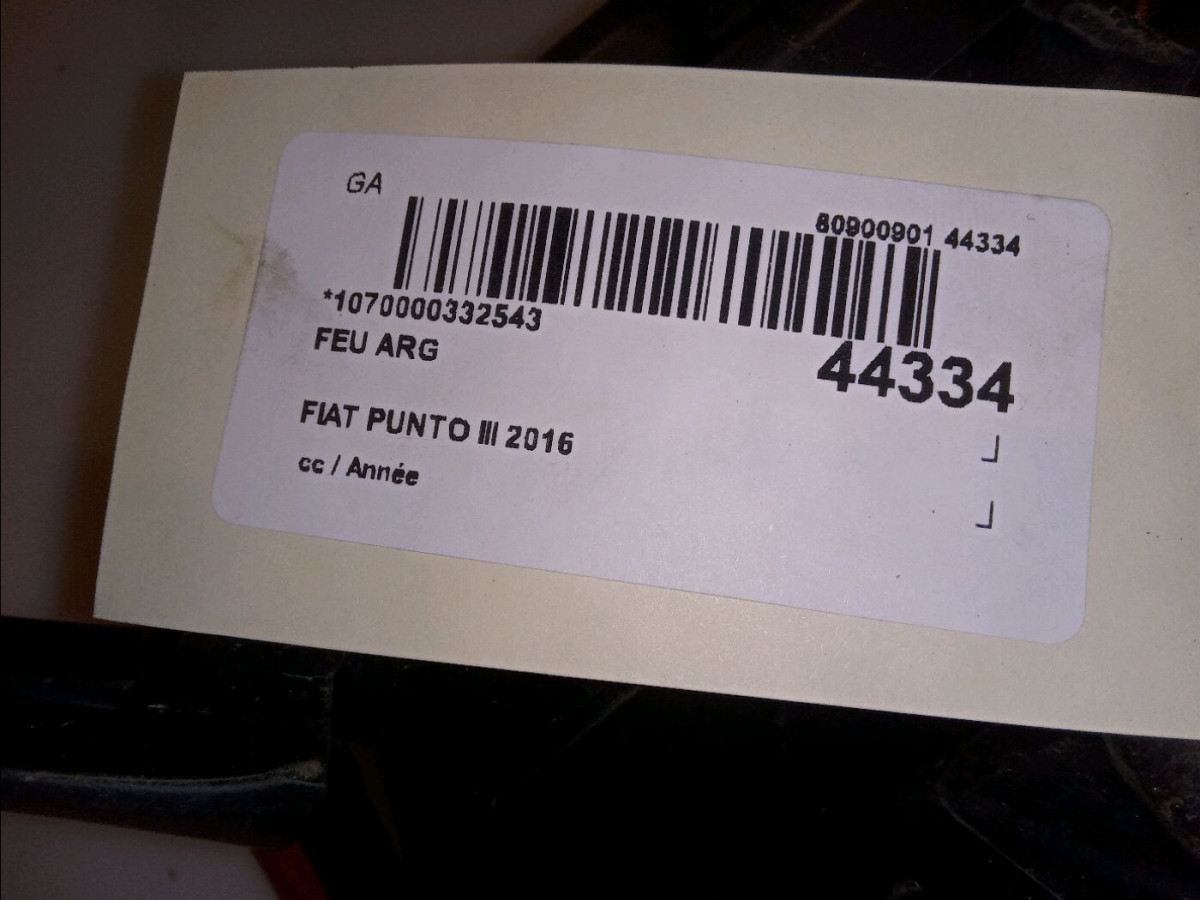 GA
80900901 44334
*1070000332543
FEU ARG
44334
FIAT PUNTO III 2016
cc / Année